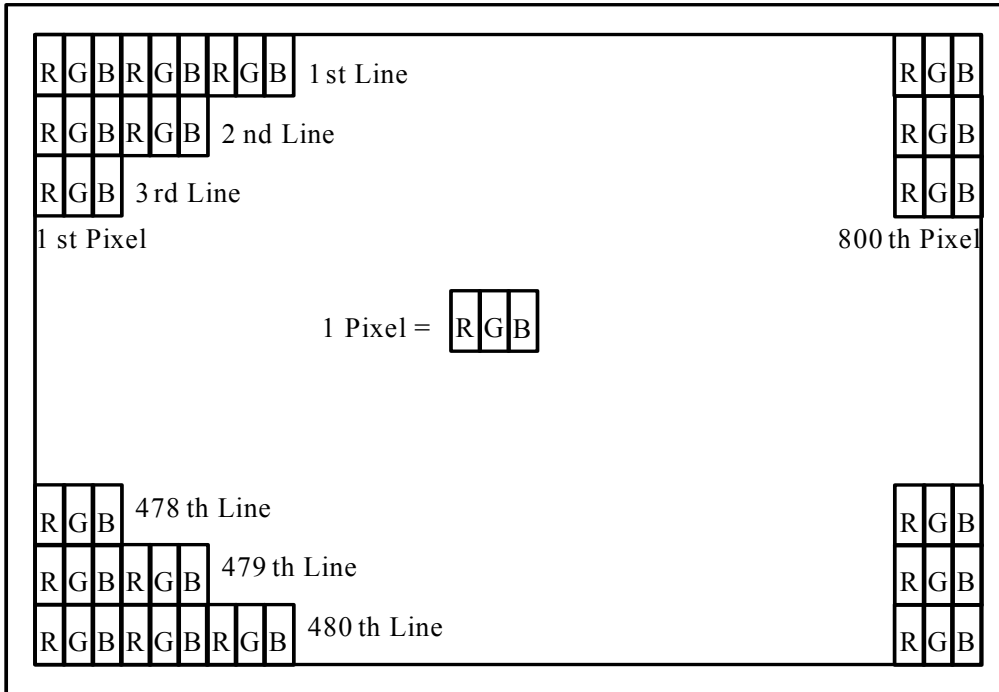 R G B R G B R G B 1 st Line R G B
R G B R G B 2 nd Line R G B
R G B 3 rd Line R G B
1 st Pixel 800 th Pixel
1 Pixel = R G B
R G B 478 th Line R G B
R G B R G B 479 th Line R G B
R G B R G B R G B 480 th Line R G B